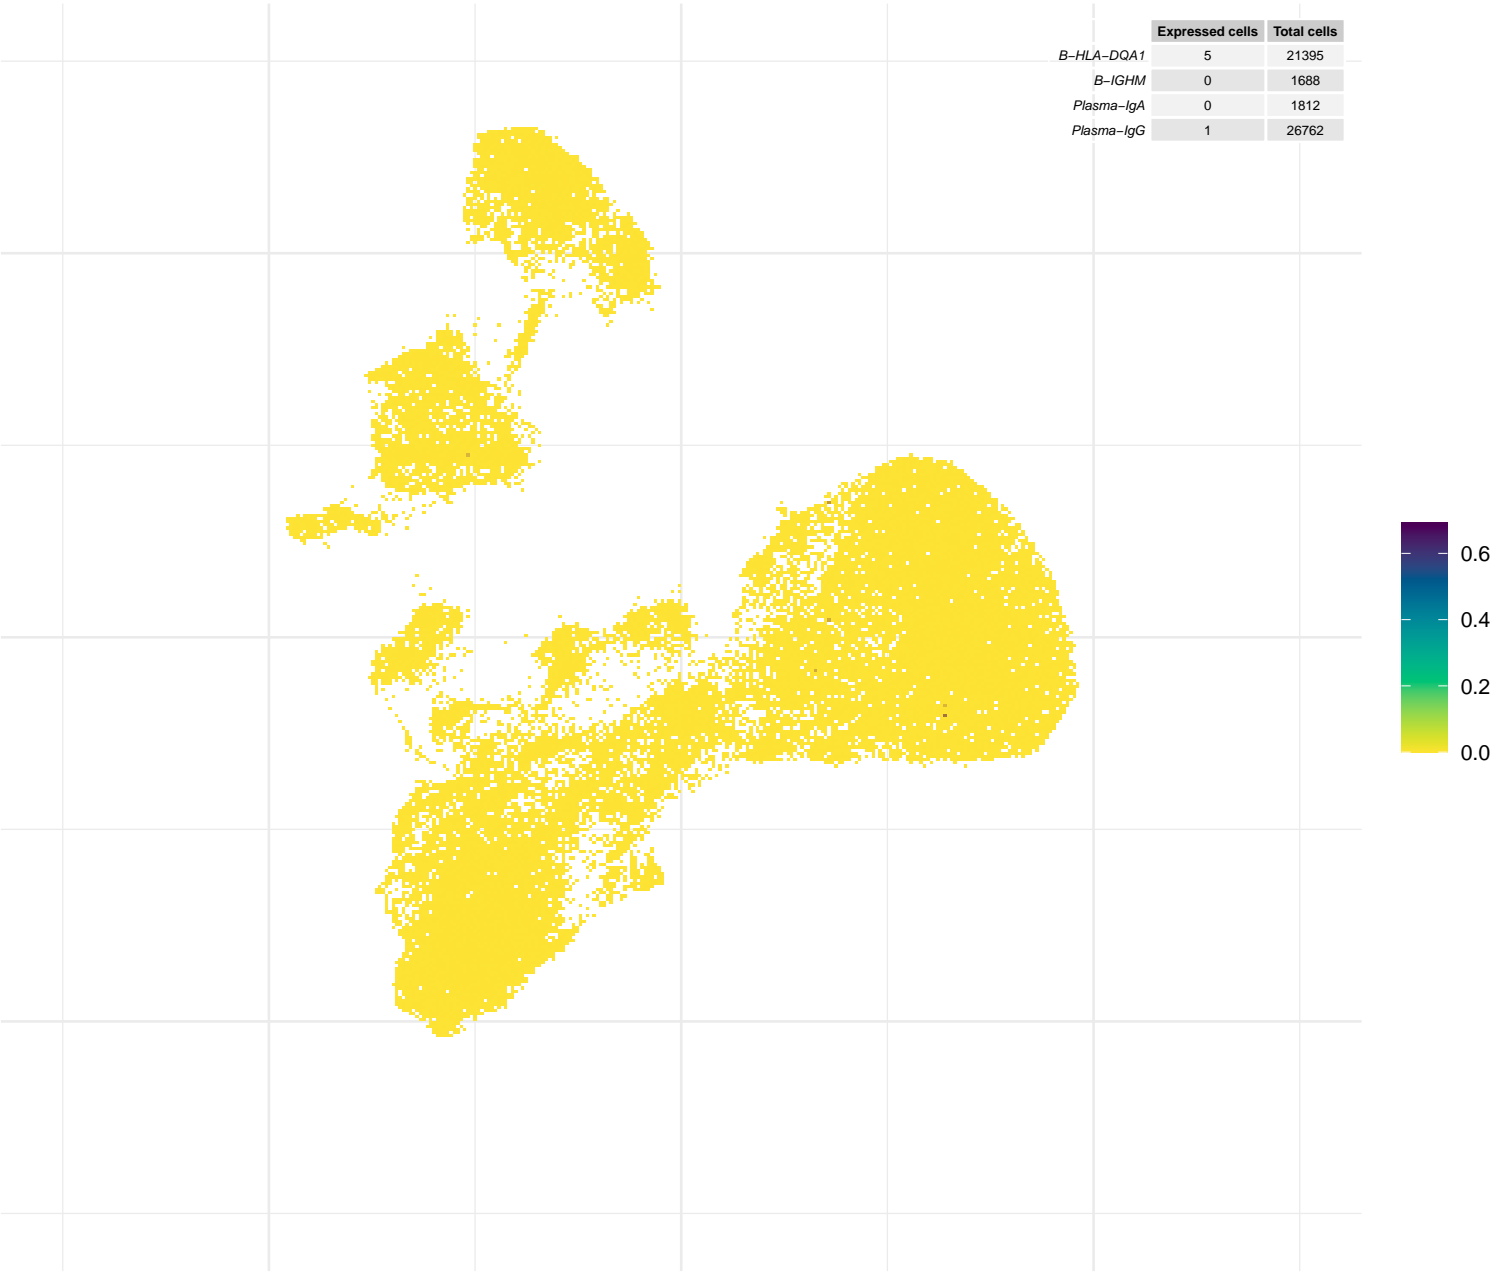 Expressed cells Total cells
B−HLA−DQA1 5 21395
B−IGHM 0 1688
Plasma−IgA 0 1812
Plasma−IgG 1 26762
0.6
0.4
0.2
0.0